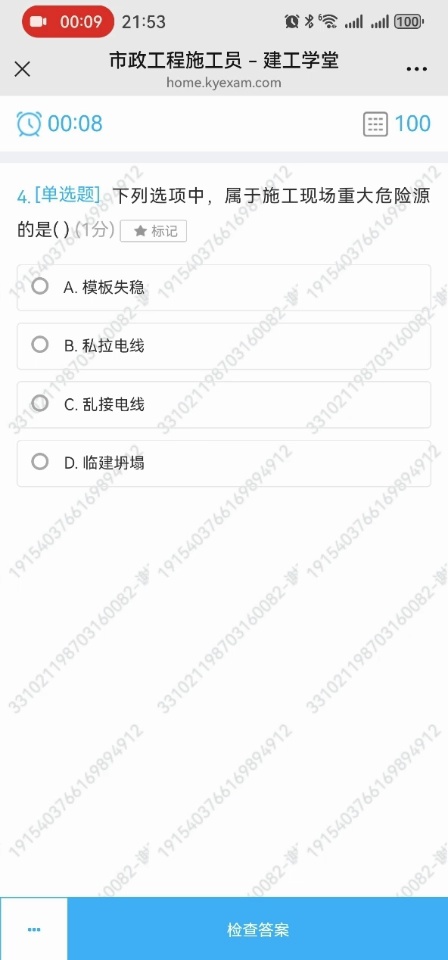 00:09 21:53 100
市政工程施工员 - 建工学堂
home.kyexam.com
00:08 100
4.[单选题] 下列选项中，属于施工现场重大危险源
的是( ) (1分) ★ 标记
A. 模板失稳
B. 私拉电线
C. 乱接电线
D. 临建坍塌
检查答案
1915403766169894912
331021198703160082-谢